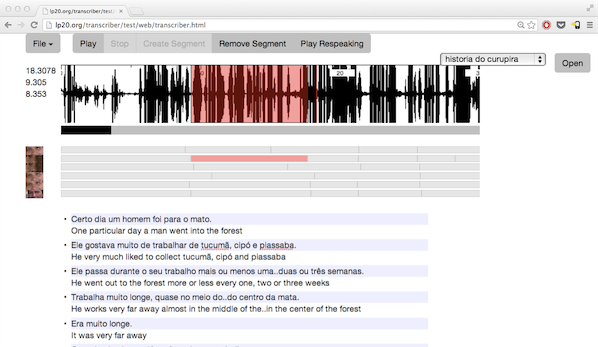 lp20.org/transcriber/test/w
lp20.org/transcriber/test/web/transcriber.html
File Play Stop Create Segment Remove Segment Play Respeaking
historia do curupira Open
18.3078
9.305
8.353
20
Certo dia um homem foi para o mato.
One particular day a man went into the forest
Ele gostava muito de trabalhar de tucumã, cipó e piassaba.
He very much liked to collect tucumã, cipó and piassaba
Ele passa durante o seu trabalho mais ou menos uma..duas ou três semanas.
He went out to the forest more or less every one, two or three weeks
Trabalha muito longe, quase no meio do..do centro da mata.
He works very far away almost in the middle of the..in the center of the forest
Era muito longe.
It was very far away